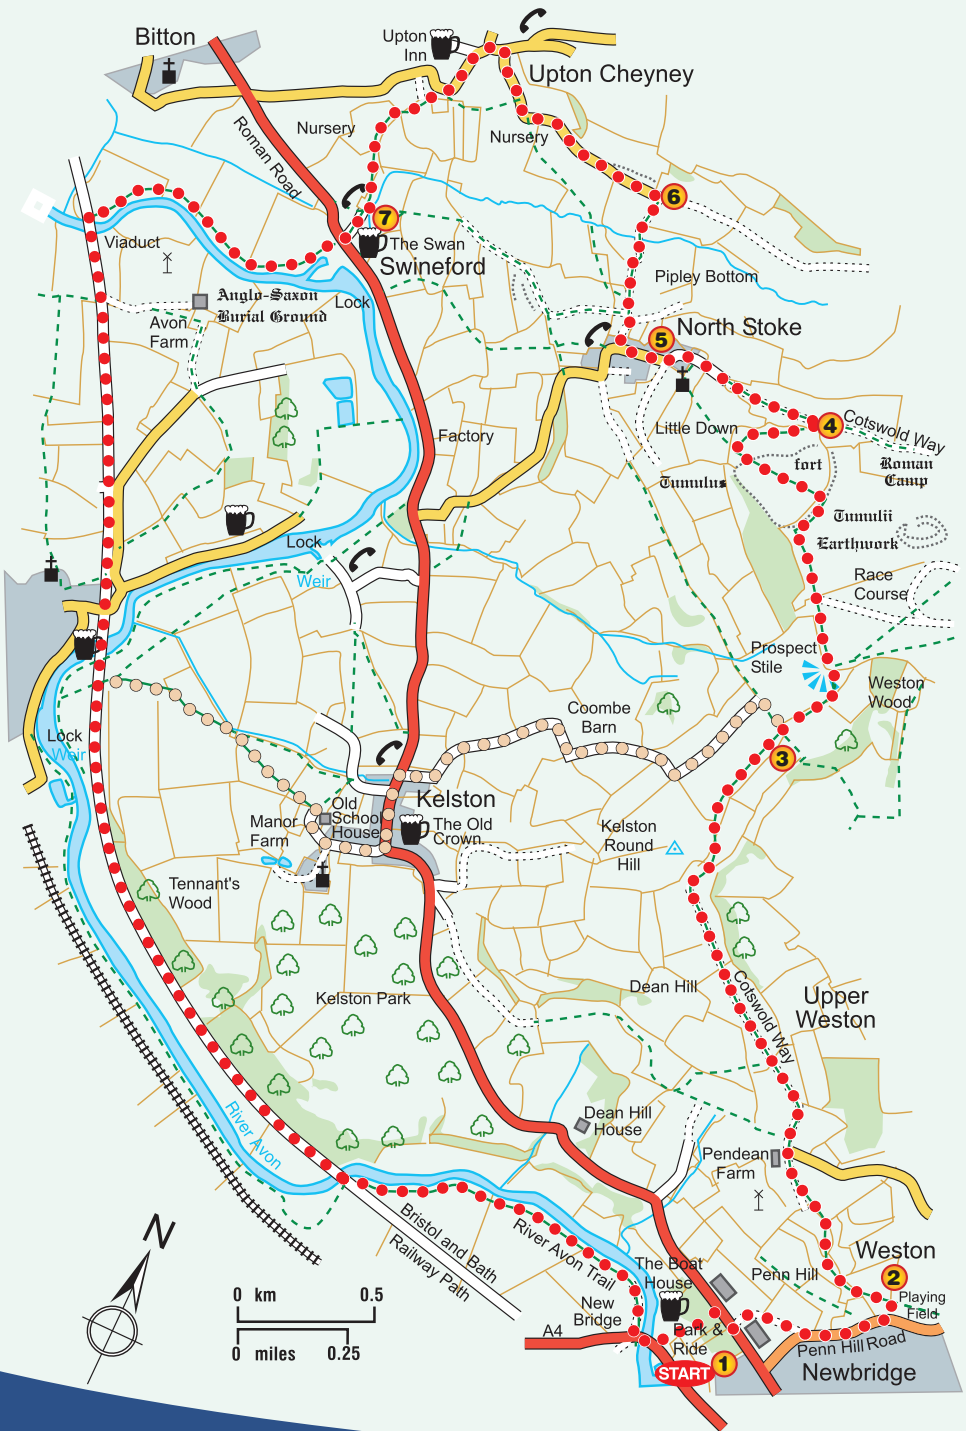 Bitton
Upton
Inn
Upton Cheyney
Nursery
Nursery
Roman Road
6
7
The Swan
Swineford
Viaduct
Pipley Bottom
Anglo-Saxon
Burial Ground
Lock
Avon
Farm
North Stoke
5
4
Cotswold Way
Little Down
Factory
fort
Roman
Camp
Tumulus
Tumulii
Earthwork
Lock
Weir
Race
Course
Prospect
Stile
Weston
Wood
Coombe
Barn
Lock
Weir
3
Kelston
Old
School
House
The Old
Crown.
Manor
Farm
Kelston
Round
Hill
Tennant's
Wood
Kelston Park
Dean Hill
Cotswold Way
Upper
Weston
River Avon
Dean Hill
House
Pendean
Farm
N
Bristol and Bath
Railway Path
River Avon Trail
Weston
2
The Boat
House
Penn Hill
Playing
Field
0 km 0.5
0 miles 0.25
New
Bridge
A4
Park &
Ride
Penn Hill Road
START
1
Newbridge